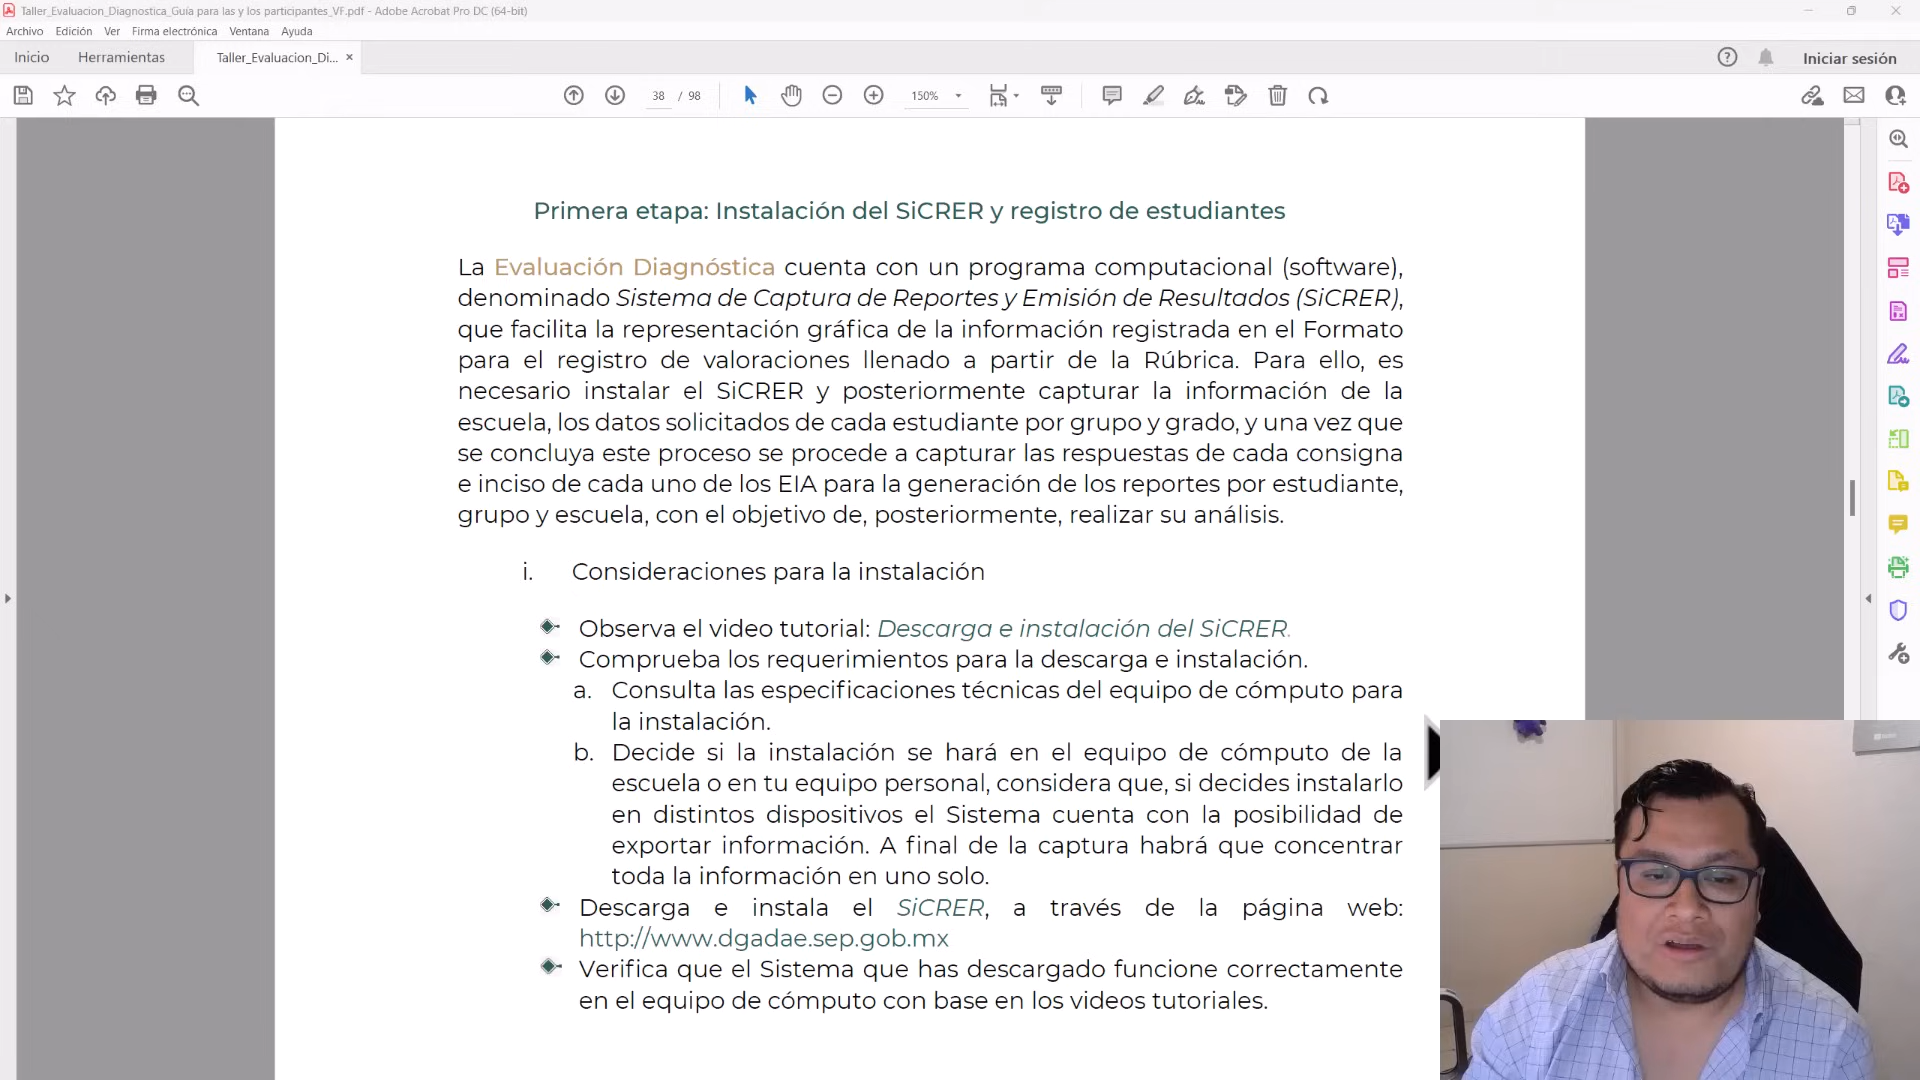 Taller_Evaluacion_Diagnostica_Guía para las y los participantes_VF.pdf - Adobe Acrobat Pro DC (64-bit)
Archivo Edición Ver Firma electrónica Ventana Ayuda
Inicio Herramientas Taller_Evaluacion_Di... × Iniciar sesión
38 / 98 150%
Primera etapa: Instalación del SiCRER y registro de estudiantes
La Evaluación Diagnóstica cuenta con un programa computacional (software),
denominado Sistema de Captura de Reportes y Emisión de Resultados (SiCRER),
que facilita la representación gráfica de la información registrada en el Formato
para el registro de valoraciones llenado a partir de la Rúbrica. Para ello, es
necesario instalar el SiCRER y posteriormente capturar la información de la
escuela, los datos solicitados de cada estudiante por grupo y grado, y una vez que
se concluya este proceso se procede a capturar las respuestas de cada consigna
e inciso de cada uno de los EIA para la generación de los reportes por estudiante,
grupo y escuela, con el objetivo de, posteriormente, realizar su análisis.
i. Consideraciones para la instalación
Observa el video tutorial: Descarga e instalación del SiCRER.
Comprueba los requerimientos para la descarga e instalación.
a. Consulta las especificaciones técnicas del equipo de cómputo para
la instalación.
b. Decide si la instalación se hará en el equipo de cómputo de la
escuela o en tu equipo personal, considera que, si decides instalarlo
en distintos dispositivos el Sistema cuenta con la posibilidad de
exportar información. A final de la captura habrá que concentrar
toda la información en uno solo.
Descarga e instala el SiCRER, a través de la página web:
http://www.dgadae.sep.gob.mx
Verifica que el Sistema que has descargado funcione correctamente
en el equipo de cómputo con base en los videos tutoriales.